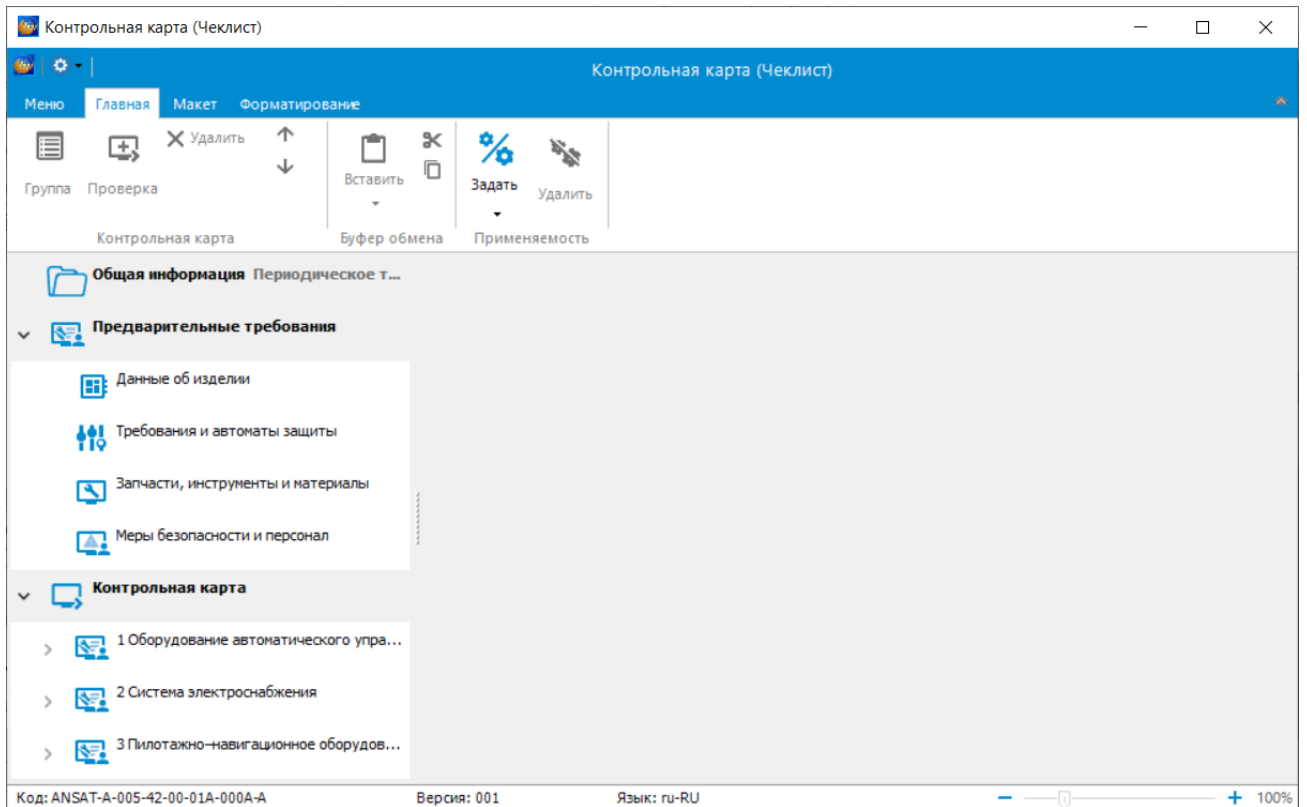 Контрольная карта (Чеклист)
Контрольная карта (Чеклист)
Меню Главная Макет Форматирование
Удалить
Вставить
Задать
Группа Проверка
Удалить
Контрольная карта Буфер обмена Применяемость
Общая информация Периодическое т...
Предварительные требования
Данные об изделии
Требования и автоматы защиты
Запчасти, инструменты и материалы
Меры безопасности и персонал
Контрольная карта
1 Оборудование автоматического упра...
2 Система электроснабжения
3 Пилотажно-навигационное оборудов...
Код: ANSAT-A-005-42-00-01A-000A-A Версия: 001 Язык: ru-RU 100%